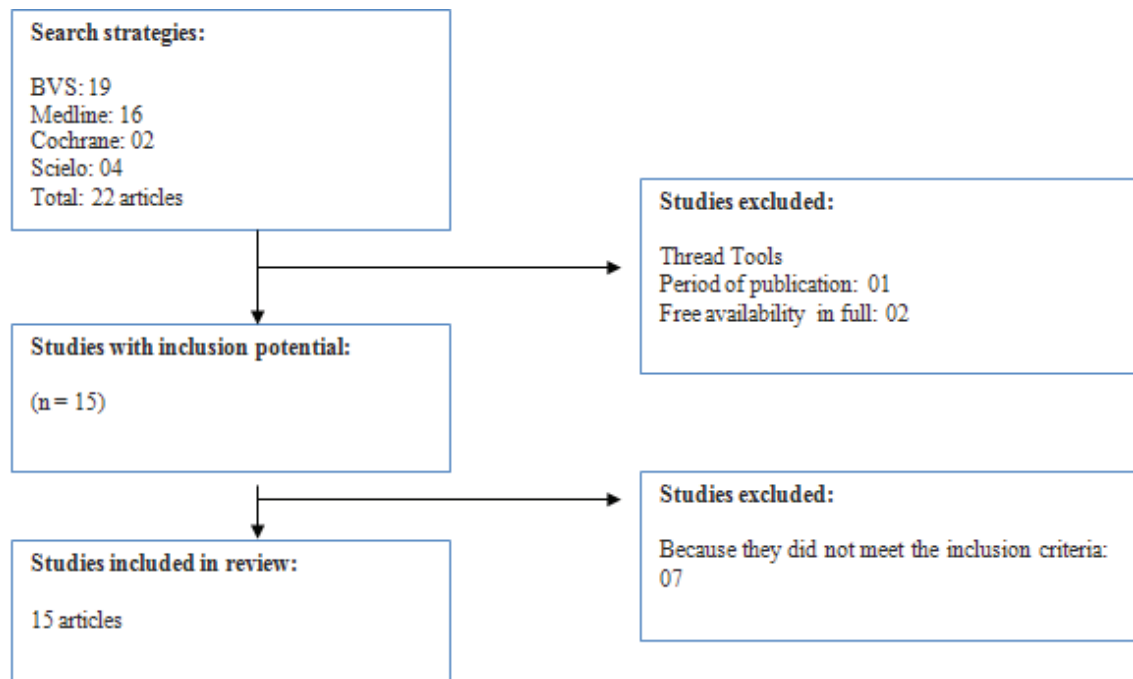 Search strategies:
BVS: 19
Medline: 16
Cochrane: 02
Scielo: 04
Total: 22 articles
Studies excluded:
Thread Tools
Period of publication: 01
Free availability in full: 02
Studies with inclusion potential:
(n = 15)
Studies excluded:
Because they did not meet the inclusion criteria:
07
Studies included in review:
15 articles